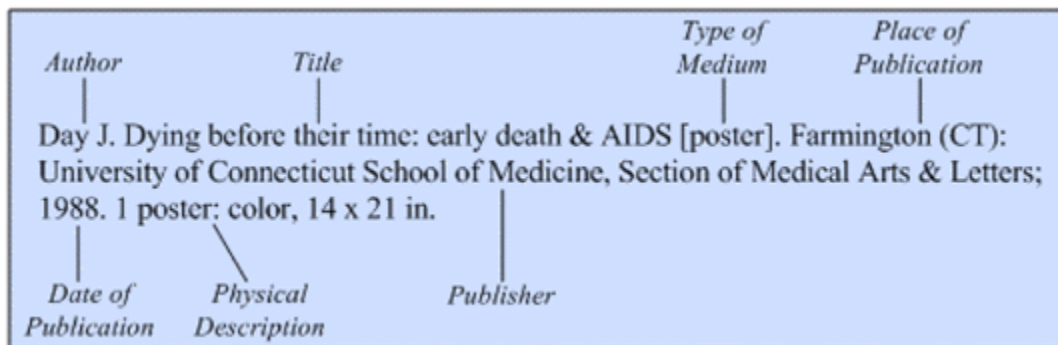 Type of Place of
Author Title Medium Publication
Day J. Dying before their time: early death & AIDS [poster]. Farmington (CT):
University of Connecticut School of Medicine, Section of Medical Arts & Letters;
1988. 1 poster: color, 14 x 21 in.
Date of Physical Publisher
Publication Description